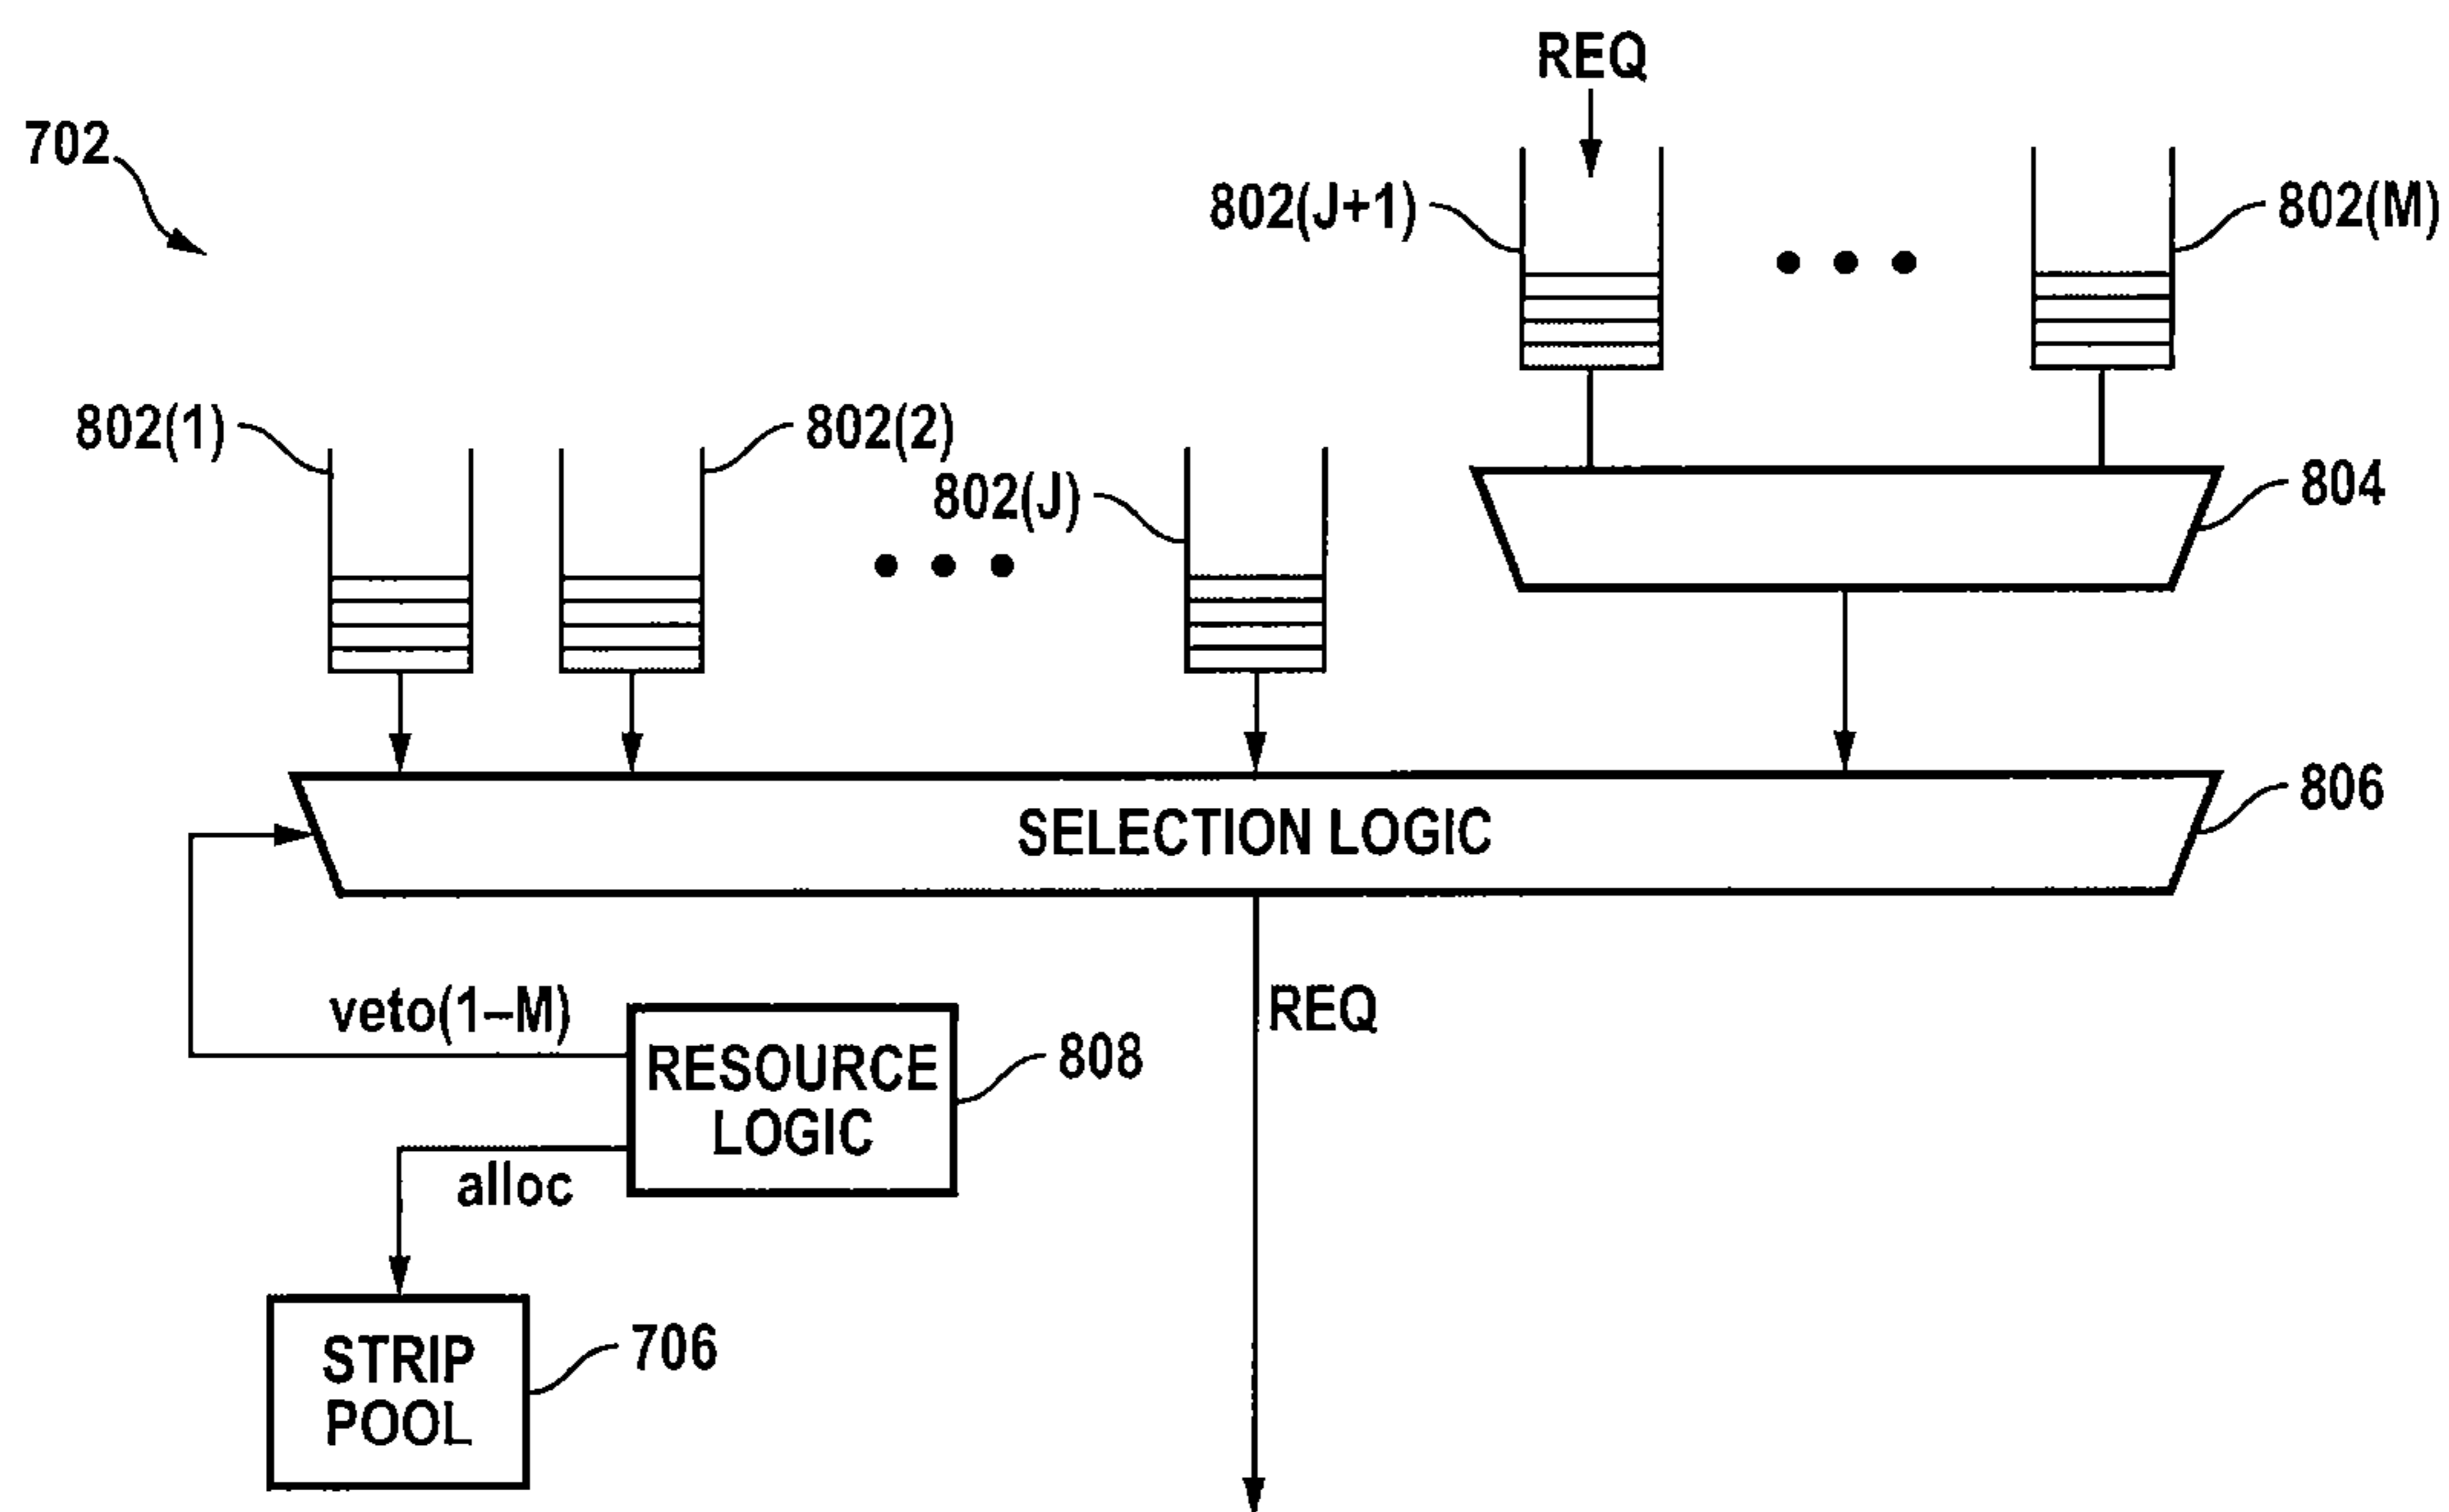 REQ
702
802(J+1)
802(M)
802(1)
802(2)
802(J)
804
806
SELECTION LOGIC
veto(1–M)
REQ
RESOURCE
LOGIC
808
alloc
STRIP
POOL
706